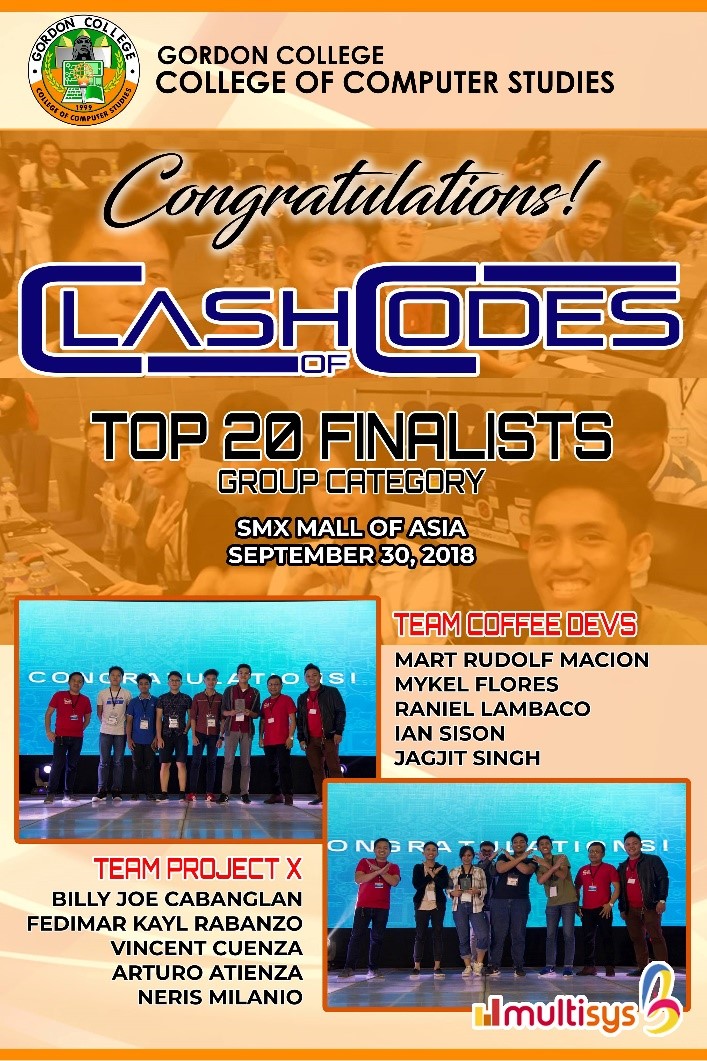 GORDON COLLEGE
COLLEGE OF COMPUTER STUDIES
1999
GORDON COLLEGE
COLLEGE OF COMPUTER STUDIES
Congratulations!
CLASH OF CODES
TOP 20 FINALISTS
GROUP CATEGORY
SMX MALL OF ASIA
SEPTEMBER 30, 2018
CONGRATULATIONS!
TEAM COFFEE DEVS
MART RUDOLF MACION
MYKEL FLORES
RANIEL LAMBACO
IAN SISON
JAGJIT SINGH
ONGRATULATIONS!
TEAM PROJECT X
BILLY JOE CABANGLAN
FEDIMAR KAYL RABANZO
VINCENT CUENZA
ARTURO ATIENZA
NERIS MILANIO
multisys